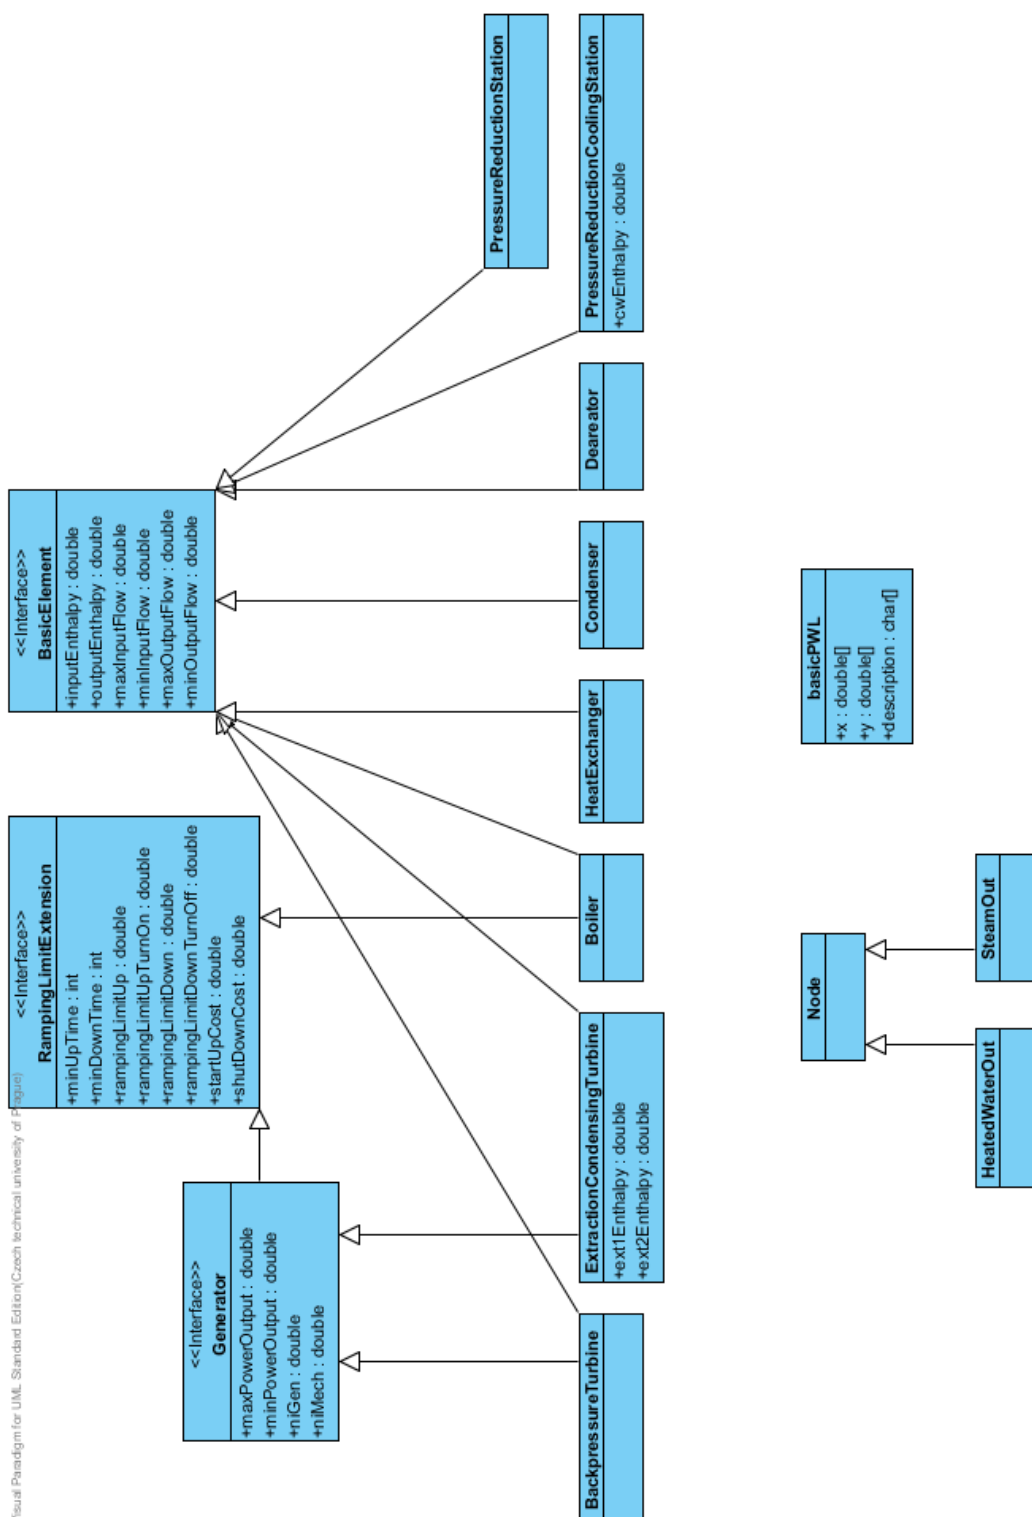 Visual Paradigm for UML Standard Edition(Czech technical university of Prague)
<<Interface>>
Generator
+maxPowerOutput : double
+minPowerOutput : double
+niGen : double
+niMech : double
<<Interface>>
RampingLimitExtension
+minUpTime : int
+minDownTime : int
+rampingLimitUp : double
+rampingLimitUpTurnOn : double
+rampingLimitDown : double
+rampingLimitDownTurnOff : double
+startUpCost : double
+shutDownCost : double
<<Interface>>
BasicElement
+inputEnthalpy : double
+outputEnthalpy : double
+maxInputFlow : double
+minInputFlow : double
+maxOutputFlow : double
+minOutputFlow : double
PressureReductionStation
BackpressureTurbine
ExtractionCondensingTurbine
+ext1Enthalpy : double
+ext2Enthalpy : double
Boiler
HeatExchanger
Condenser
Deareator
PressureReductionCoolingStation
+cwEnthalpy : double
Node
basicPWL
+x : double[]
+y : double[]
+description : char[]
HeatedWaterOut
SteamOut